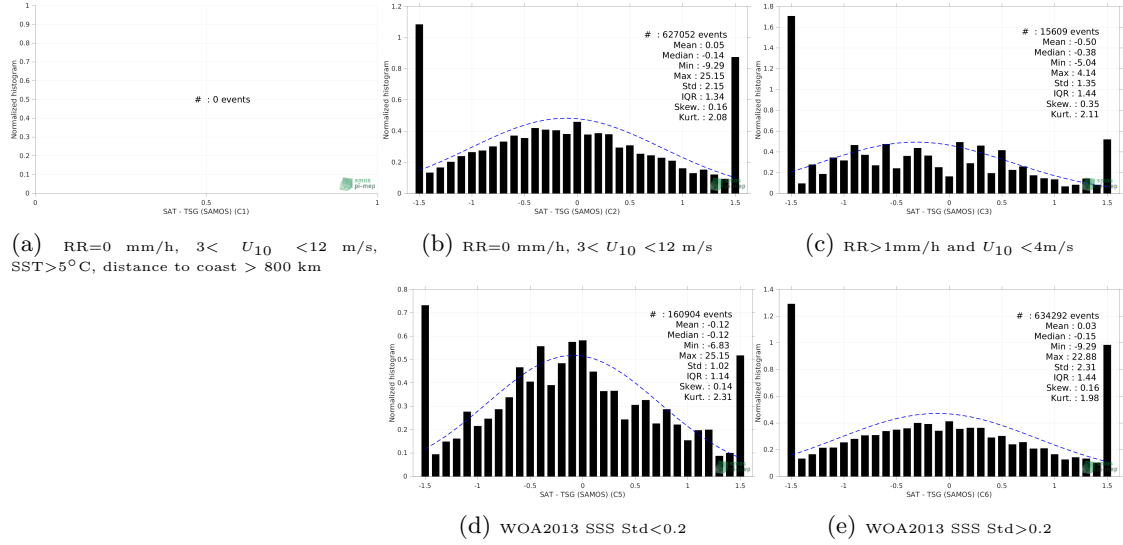 1
0.9
0.8
0.7
0.6
0.5
0.4
0.3
0.2
0.1
0
Normalized histogram
# : 0 events
smos
pi-mep
0 0.5 1
SAT - TSG (SAMOS) (C1)
(a) RR=0 mm/h, 3< U10 <12 m/s,
SST>5°C, distance to coast > 800 km
1.2
1
0.8
0.6
0.4
0.2
0
Normalized histogram
# : 627052 events
Mean : 0.05
Median : -0.14
Min : -9.29
Max : 25.15
Std : 2.15
IQR : 1.34
Skew. : 0.16
Kurt. : 2.08
smos
pi-mep
-1.5 -1 -0.5 0 0.5 1 1.5
SAT - TSG (SAMOS) (C2)
(b) RR=0 mm/h, 3< U10 <12 m/s
1.8
1.6
1.4
1.2
1
0.8
0.6
0.4
0.2
0
Normalized histogram
# : 15609 events
Mean : -0.50
Median : -0.38
Min : -5.04
Max : 4.14
Std : 1.35
IQR : 1.44
Skew. : 0.35
Kurt. : 2.11
smos
pi-mep
-1.5 -1 -0.5 0 0.5 1 1.5
SAT - TSG (SAMOS) (C3)
(c) RR>1mm/h and U10 <4m/s
0.8
0.7
0.6
0.5
0.4
0.3
0.2
0.1
0
Normalized histogram
# : 160904 events
Mean : -0.12
Median : -0.12
Min : -6.83
Max : 25.15
Std : 1.02
IQR : 1.14
Skew. : 0.14
Kurt. : 2.31
smos
pi-mep
-1.5 -1 -0.5 0 0.5 1 1.5
SAT - TSG (SAMOS) (C5)
(d) WOA2013 SSS Std<0.2
1.4
1.2
1
0.8
0.6
0.4
0.2
0
Normalized histogram
# : 634292 events
Mean : 0.03
Median : -0.15
Min : -9.29
Max : 22.88
Std : 2.31
IQR : 1.44
Skew. : 0.16
Kurt. : 1.98
smos
pi-mep
-1.5 -1 -0.5 0 0.5 1 1.5
SAT - TSG (SAMOS) (C6)
(e) WOA2013 SSS Std>0.2